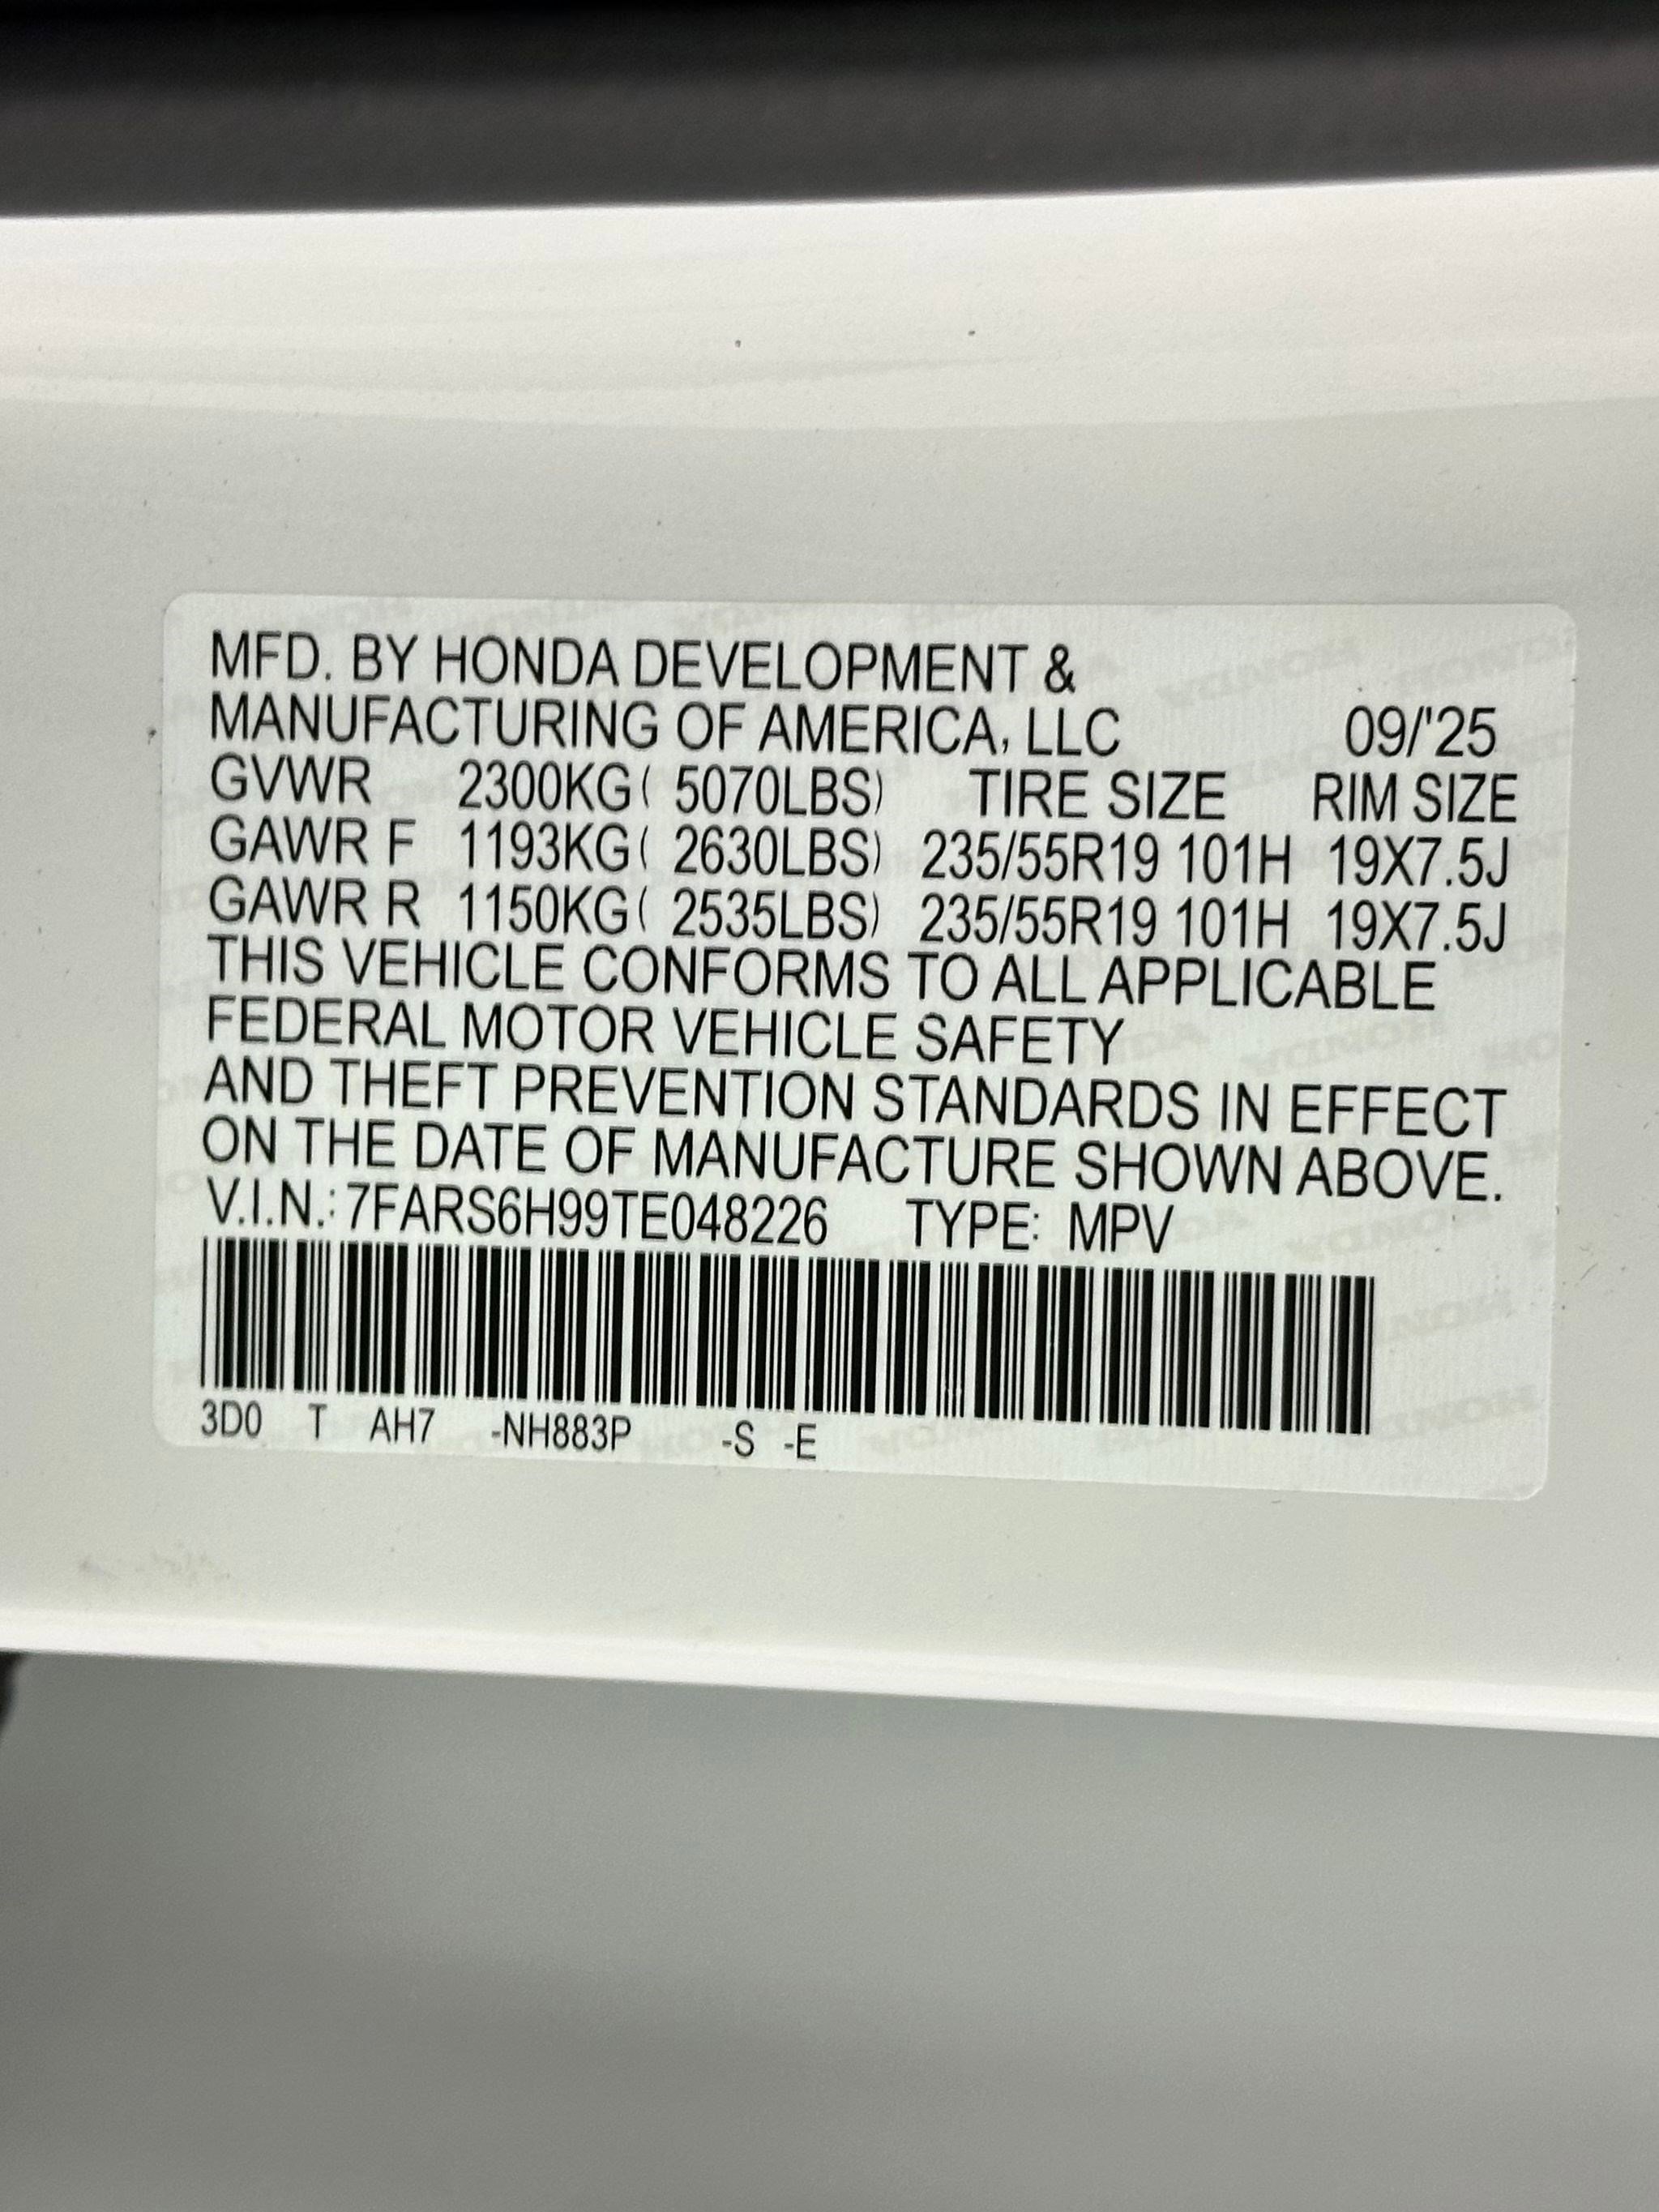 MFD. BY HONDA DEVELOPMENT &
MANUFACTURING OF AMERICA, LLC 09/'25
GVWR 2300KG( 5070LBS) TIRE SIZE RIM SIZE
GAWR F 1193KG( 2630LBS) 235/55R19 101H 19X7.5J
GAWR R 1150KG( 2535LBS) 235/55R19 101H 19X7.5J
THIS VEHICLE CONFORMS TO ALL APPLICABLE
FEDERAL MOTOR VEHICLE SAFETY
AND THEFT PREVENTION STANDARDS IN EFFECT
ON THE DATE OF MANUFACTURE SHOWN ABOVE.
V.I.N.: 7FARS6H99TE048226 TYPE: MPV
3D0 T AH7 -NH883P -S -E